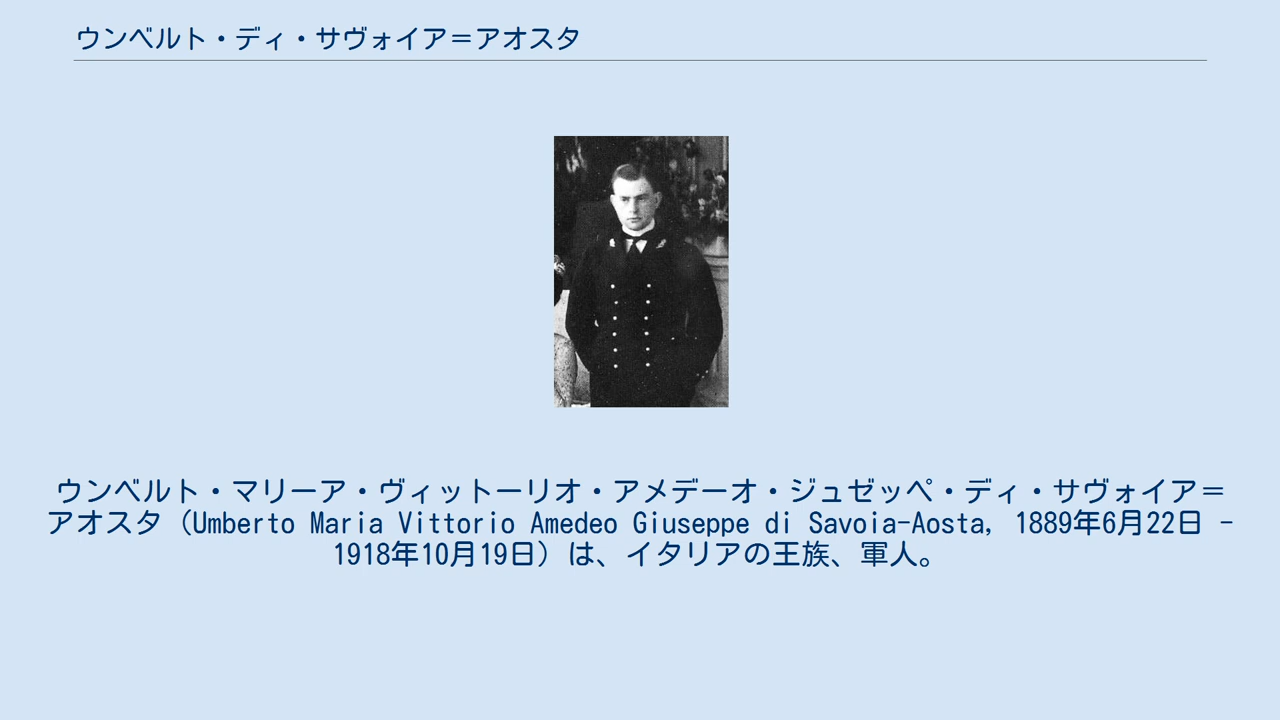 ウンベルト・ディ・サヴォイア＝アオスタ
ウンベルト・マリーア・ヴィットーリオ・アメデーオ・ジュゼッペ・ディ・サヴォイア＝
アオスタ（Umberto Maria Vittorio Amedeo Giuseppe di Savoia-Aosta, 1889年6月22日 -
1918年10月19日）は、イタリアの王族、軍人。